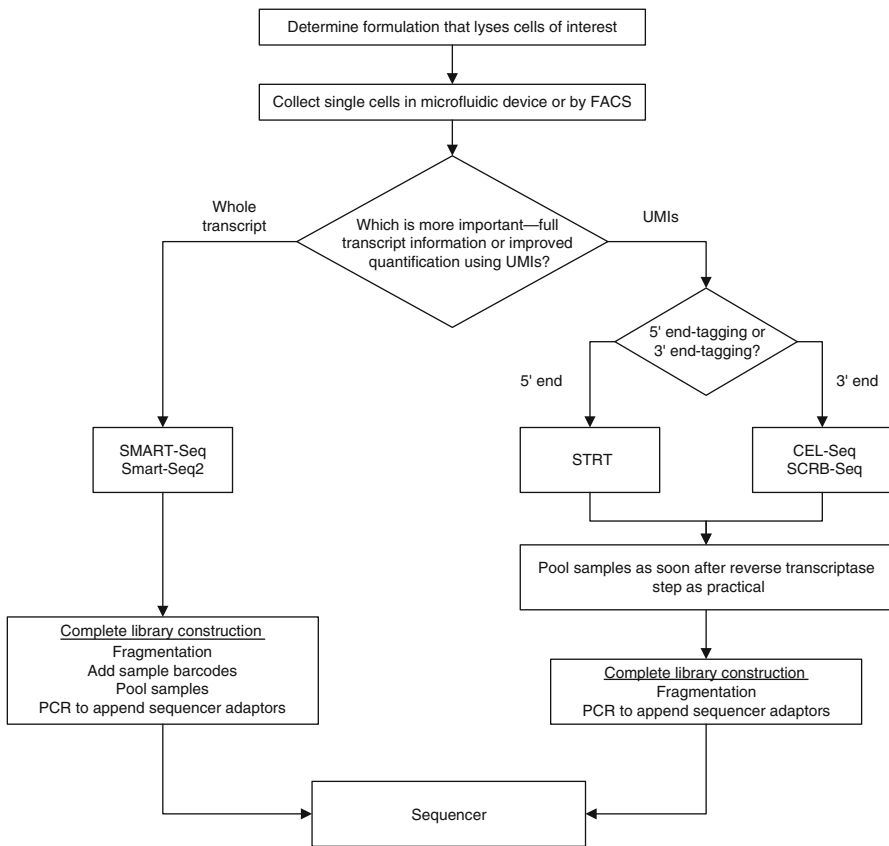 Determine formulation that lyses cells of interest
Collect single cells in microfluidic device or by FACS
Whole
transcript
Which is more important—full
transcript information or improved
quantification using UMIs?
UMIs
5' end-tagging or
3' end-tagging?
5' end
3' end
SMART-Seq
Smart-Seq2
STRT
CEL-Seq
SCRB-Seq
Pool samples as soon after reverse transcriptase
step as practical
Complete library construction
Fragmentation
Add sample barcodes
Pool samples
PCR to append sequencer adaptors
Complete library construction
Fragmentation
PCR to append sequencer adaptors
Sequencer